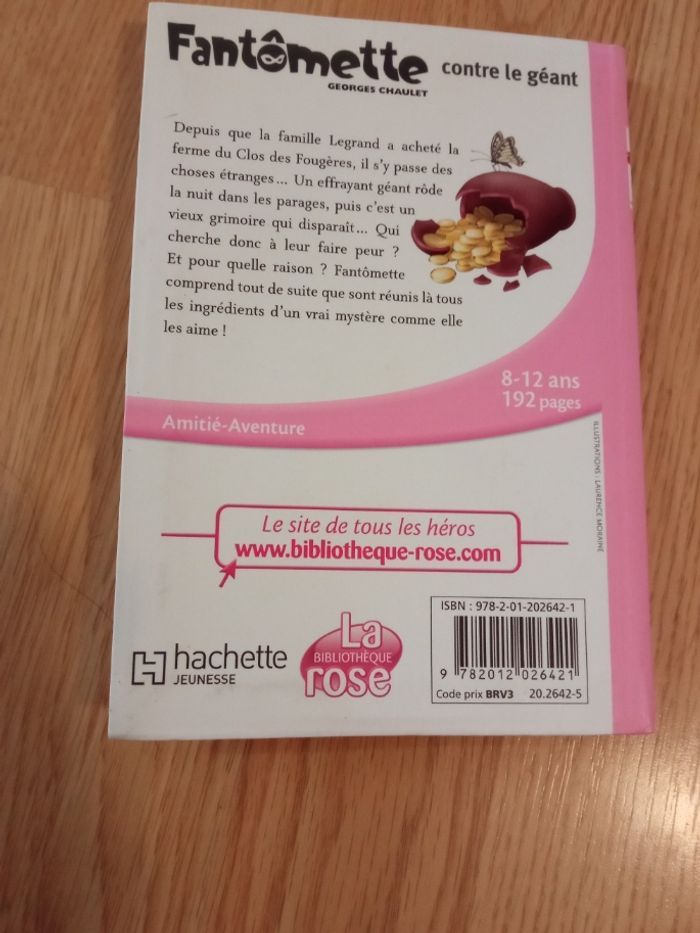 Fantômette contre le géant
GEORGES CHAULET
Depuis que la famille Legrand a acheté la
ferme du Clos des Fougères, il s'y passe des
choses étranges... Un effrayant géant rôde
la nuit dans les parages, puis c'est un
vieux grimoire qui disparaît... Qui
cherche donc à leur faire peur ?
Et pour quelle raison ? Fantômette
comprend tout de suite que sont réunis là tous
les ingrédients d'un vrai mystère comme elle
les aime !
8-12 ans
192 pages
Amitié-Aventure
ILLUSTRATIONS : LAURENCE MORAINE
Le site de tous les héros
www.bibliotheque-rose.com
ISBN : 978-2-01-202642-1
9 782012 026421
Code prix BRV3 20.2642-5
hachette
JEUNESSE
La
BIBLIOTHÈQUE
rose